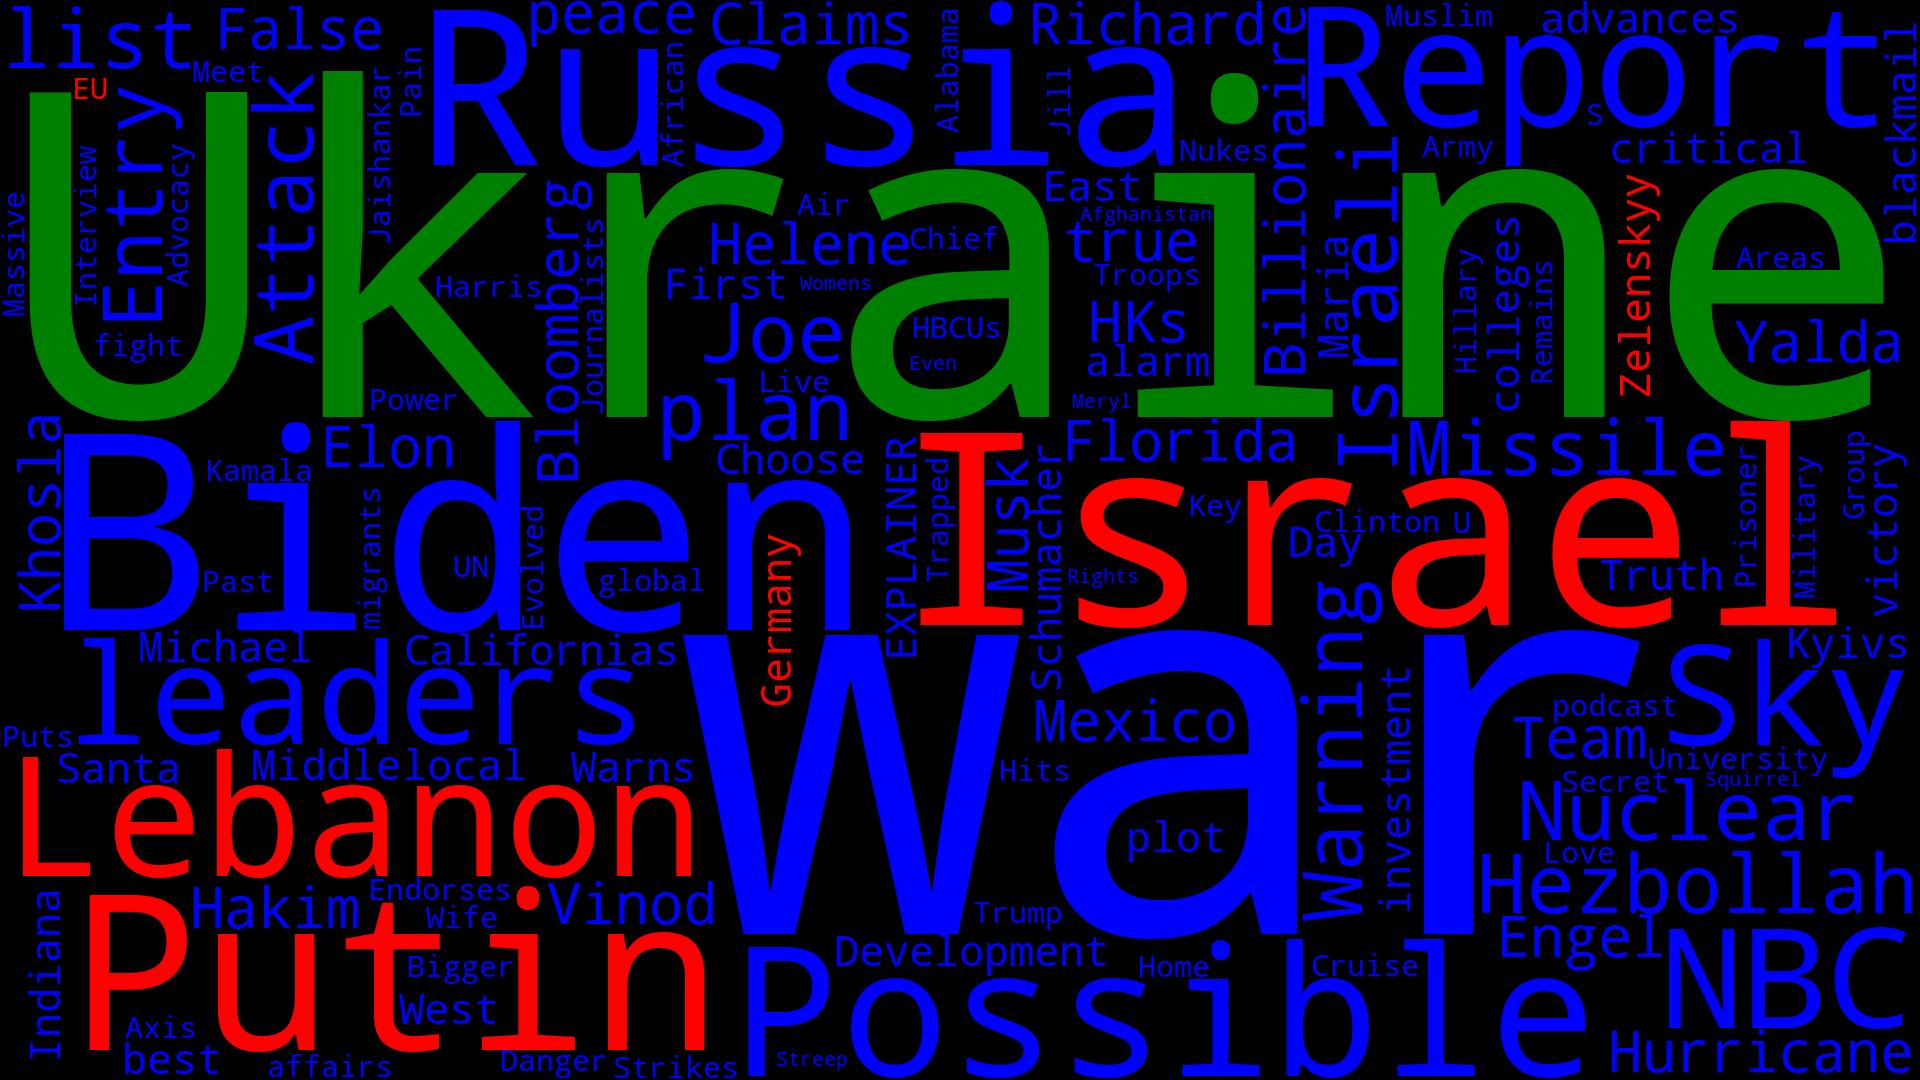 list
False
Russia
peace
Claims
Richard
Billionaire
Report
Muslim
advances
blackmail
Meet
EU
Entry
Attack
Jaishankar
Pain
African
Alabama
Jill
Nukes
S
Army
critical
Massive
Interview
Advocacy
Ukraine
Bloomberg
Journalists
Air
East
Afghanistan
Israeli
Zelenskyy
Helene
Chief
true
Maria
Hillary
colleges
Remains
Areas
Harris
First
Womens
Troops
fight
Joe
HBCUs
HKs
Yalda
Even
alarm
Power
plan
Live
Meryl
Khosla
Biden
Kamala
Elon
Choose
EXPLAINER
Trapped
Israel
Musk
Schumacher
Florida
Missile
Prisoner
Military
Group
victory
Key
Clinton U
Day
migrants
UN
Evolved
Past
global
Germany
Rights
Truth
Warning
leaders
Michael
Californias
War
Sky
Kyivs
investment
Mexico
podcast
Team
Puts
Santa
Middlelocal
Warns
Hits
University
Secret
Squirrel
Lebanon
Nuclear
plot
Love
Hezbollah
Indiana
Hakim
Endorses
Wife
Vinod
Trump
Putin
Engel
NBC
Development
Bigger
Home
Cruise
West
Possible
Axis
best
affairs
Danger
Strikes
Streep
Hurricane